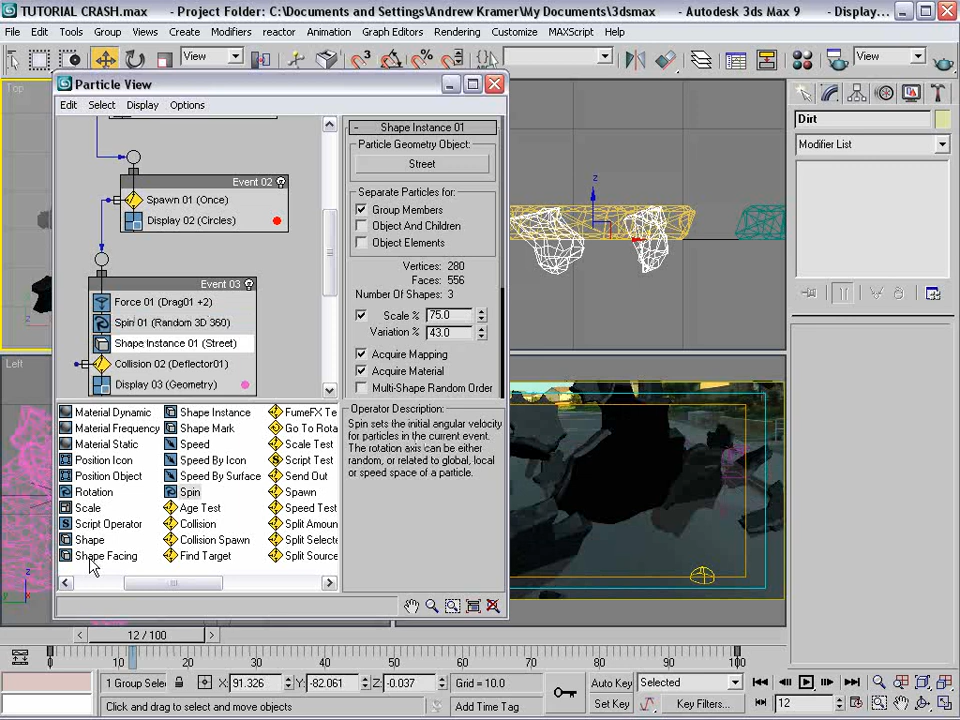 TUTORIAL CRASH.max - Project Folder: C:\Documents and Settings\Andrew Kramer\My Documents\3dsmax - Autodesk 3ds Max 9 - Display...
File Edit Tools Group Views Create Modifiers reactor Animation Graph Editors Rendering Customize MAXScript Help
View
View
Top
Particle View
Edit Select Display Options
Event 02
Spawn 01 (Once)
Display 02 (Circles)
Event 03
Force 01 (Drag01 +2)
Spin 01 (Random 3D 360)
Shape Instance 01 (Street)
Collision 02 (Deflector01)
Display 03 (Geometry)
Shape Instance 01
Particle Geometry Object:
Street
Separate Particles for:
Group Members
Object And Children
Object Elements
Vertices: 280
Faces: 556
Number Of Shapes: 3
Scale % 75.0
Variation % 43.0
Acquire Mapping
Acquire Material
Multi-Shape Random Order
Material Dynamic Shape Instance FumeFX Te
Material Frequency Shape Mark Go To Rota
Material Static Speed Scale Test
Position Icon Speed By Icon Script Test
Position Object Speed By Surface Send Out
Rotation Spin Spawn
Scale Age Test Speed Test
Script Operator Collision Split Amoun
Shape Collision Spawn Split Selecte
Shape Facing Find Target Split Source
Operator Description:
Spin sets the initial angular velocity
for particles in the current event.
The rotation axis can be either
random, or related to global, local
or speed space of a particle.
z
Dirt
Modifier List
Left
z
y
12 / 100
0 10 20 30 40 50 60 70 80 90 100
1 Group Selec X: 91.326 Y: -82.061 Z: -0.037 Grid = 10.0 Auto Key Selected
Click and drag to select and move objects Add Time Tag Set Key Key Filters... 12